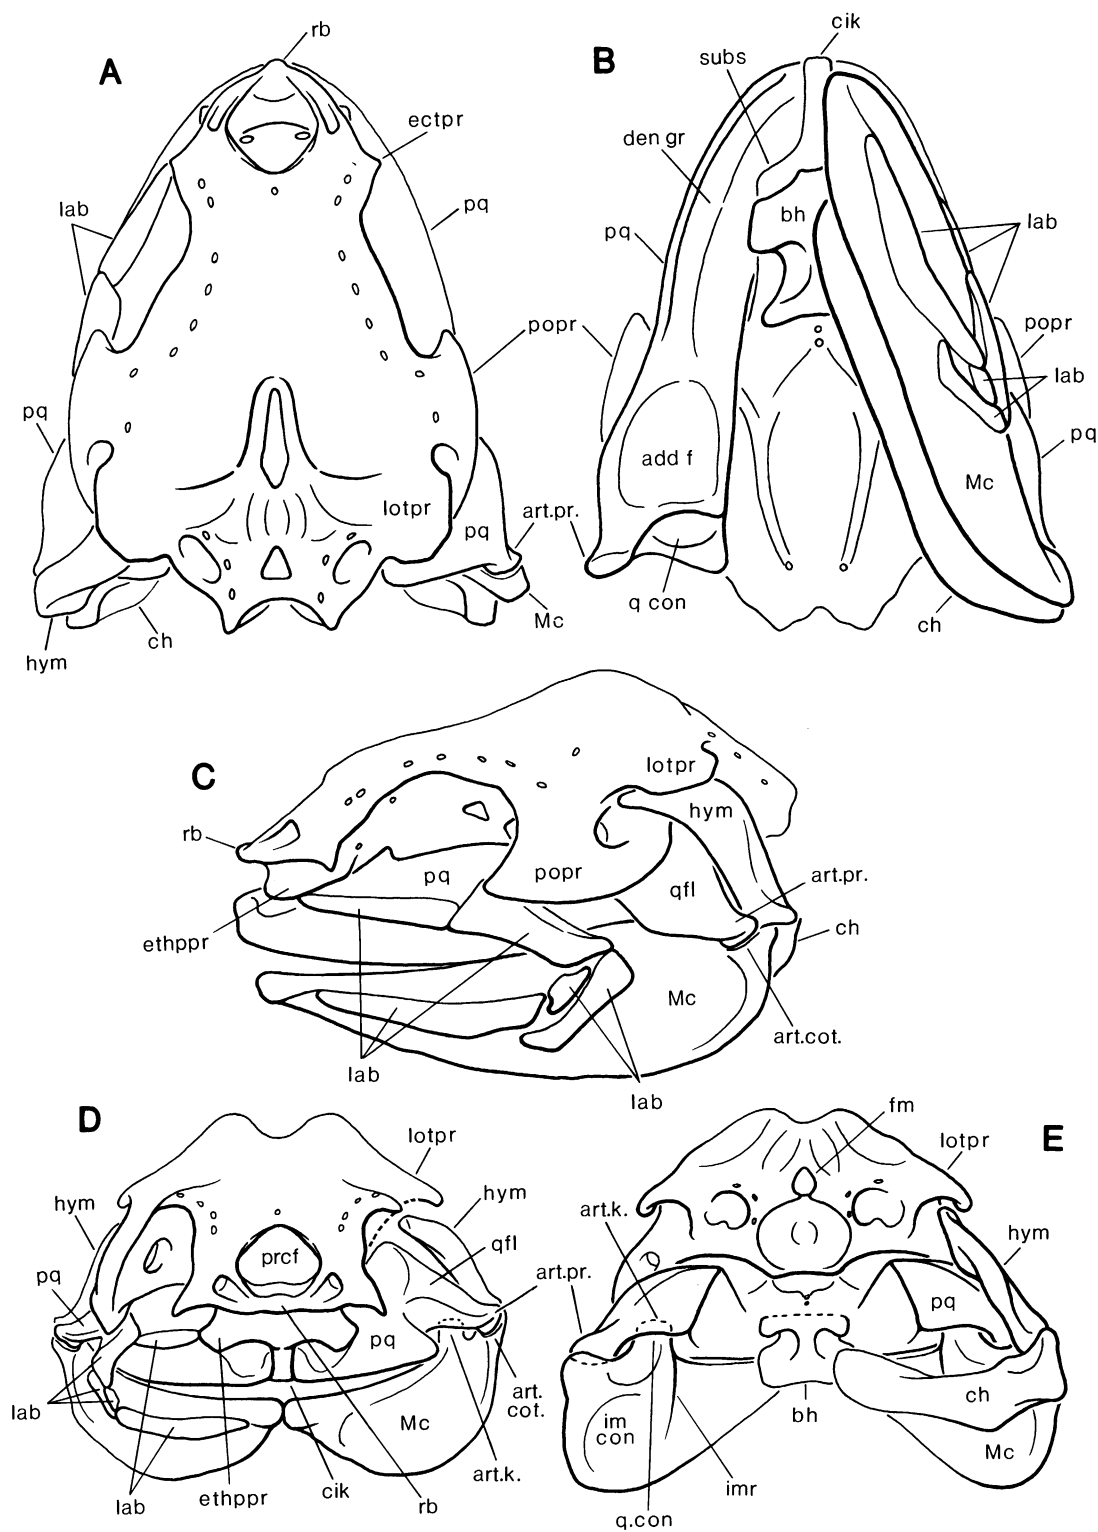 A
rb
ectpr
lab
pq
popr
pq
lotpr
pq
art.pr.
Mc
ch
hym
B
cik
subs
den gr
bh
pq
lab
popr
lab
pq
add f
Mc
q con
ch
C
lotpr
hym
rb
pq
popr
qfl
art.pr.
ch
ethppr
Mc
art.cot.
lab
lab
D
lotpr
hym
hym
prcf
qfl
pq
art.pr.
pq
lab
art.
cot.
Mc
art.k.
lab
ethppr
cik
rb
E
fm
lotpr
art.k.
hym
pq
ch
im
con
bh
Mc
imr
q.con